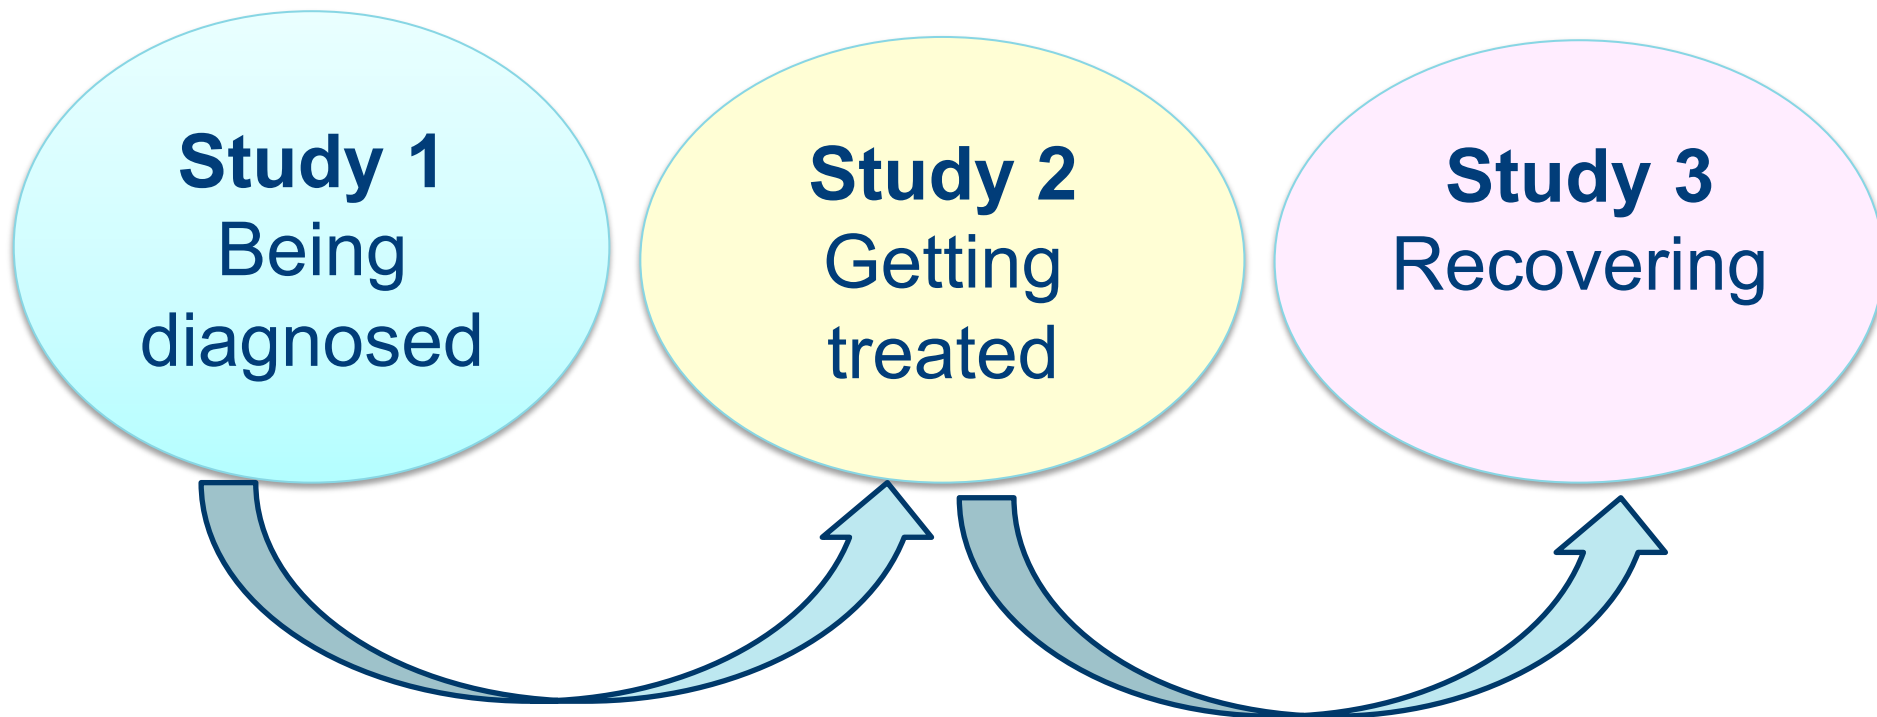 Study 1
Being
diagnosed
Study 2
Getting
treated
Study 3
Recovering